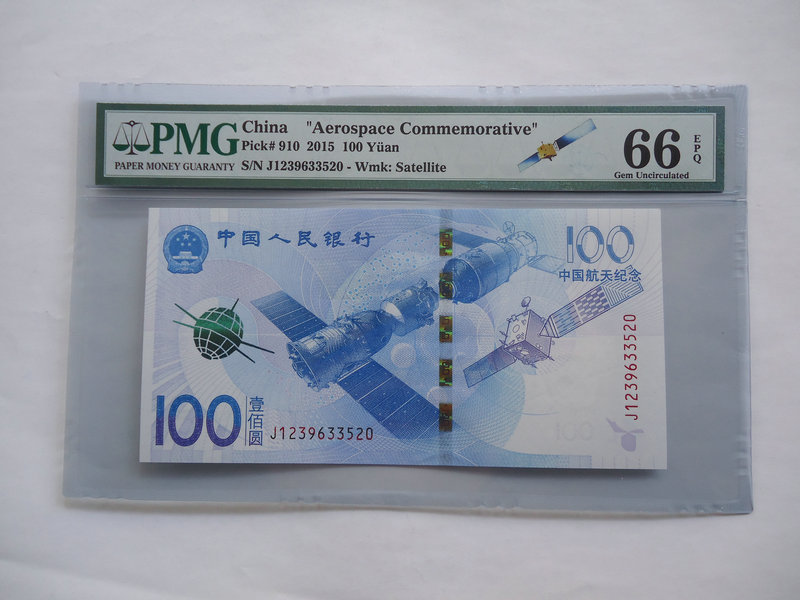 PMG
PAPER MONEY GUARANTY
China "Aerospace Commemorative"
Pick# 910 2015 100 Yüan
S/N J1239633520 - Wmk: Satellite
66 EPQ
Gem Uncirculated
中国人民银行
100
中国航天纪念
J1239633520
100
壹佰圆
J1239633520
100